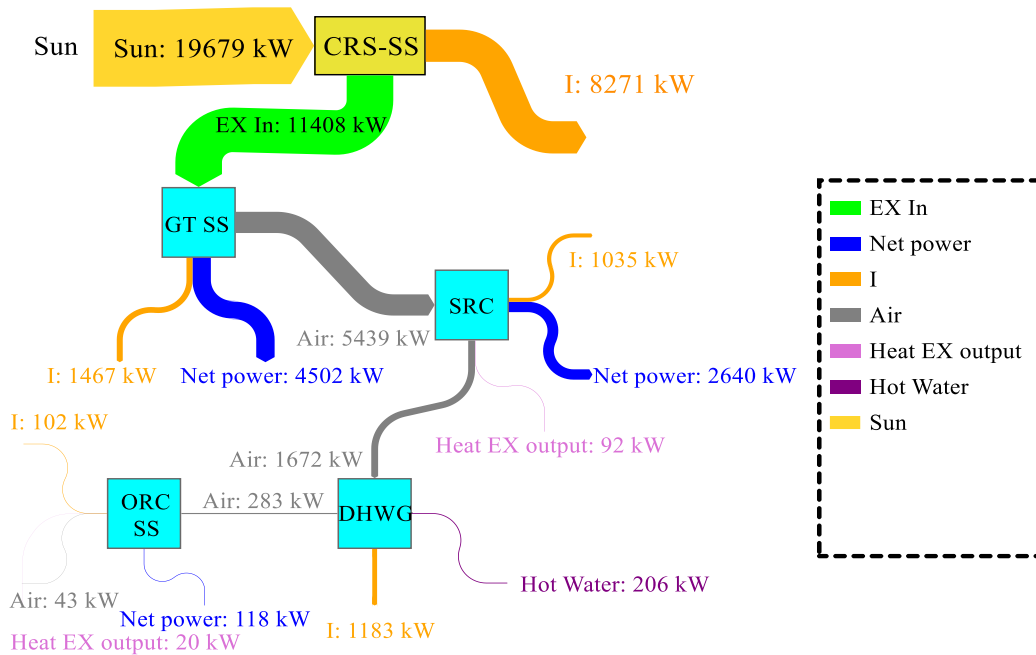 Sun
Sun: 19679 kW
CRS-SS
I: 8271 kW
EX In: 11408 kW
GT SS
I: 1035 kW
SRC
Air: 5439 kW
I: 1467 kW
Net power: 4502 kW
Net power: 2640 kW
I: 102 kW
Heat EX output: 92 kW
Air: 1672 kW
ORC
SS
Air: 283 kW
DHWG
Hot Water: 206 kW
Air: 43 kW
Net power: 118 kW
I: 1183 kW
Heat EX output: 20 kW
EX In
Net power
I
Air
Heat EX output
Hot Water
Sun